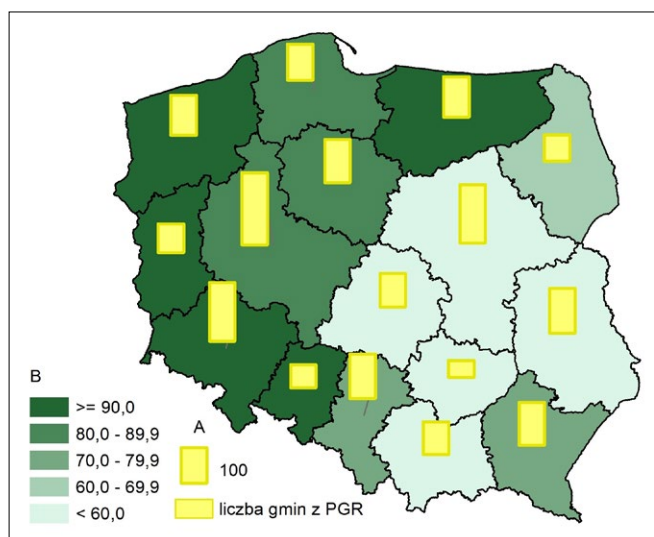 B
>= 90,0
80,0 - 89,9
70,0 - 79,9
60,0 - 69,9
< 60,0
A
100
liczba gmin z PGR